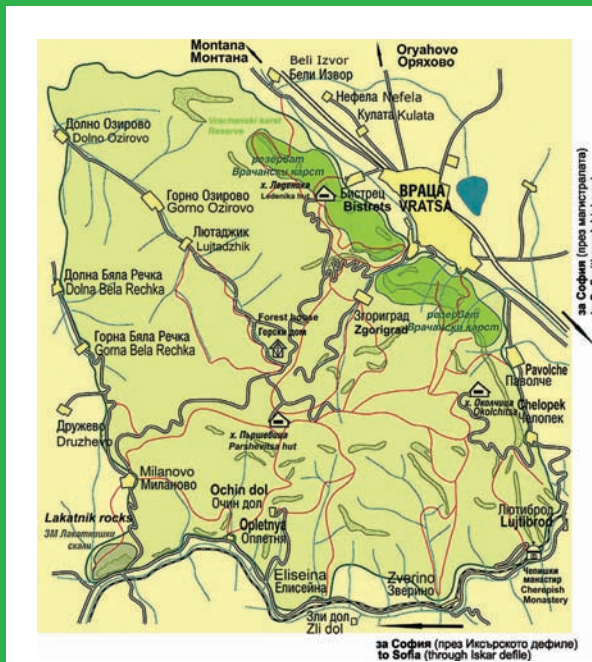 Montana
Монтана
Beli Izvor
Бели Извор
Oryahovo
Оряхово
Нефела Nefela
Кулата Kulata
Vrachanski karst
Reserve
резерват
Врачански карст
х. Леденика
Ledenika hut
Бистрец
Bistrets
ВРАЦА
VRATSA
Долно Озирово
Dolno Ozirovo
Горно Озирово
Gorno Ozirovo
Лютаджик
Lujtadzhik
Долна Бяла Речка
Dolna Bela Rechka
Forest house
Горски дом
Згориград
Zgorigrad
резерват
Врачански карст
за София (през магистралата)
Горна Бяла Речка
Gorna Bela Rechka
Pavolche
Паволче
х. Околчица
Okolchitsa
Chelopek
Челопек
Дружево
Druzhevo
х. Пършевица
Parshevitsa hut
Milanovo
Миланово
Ochin dol
Очин дол
Лютиброд
Lujtibrod
Lakatnik rocks
ЗМ Лакатнишки
скали
Opletnya
Оплетня
Eliseina
Елисейна
Zverino
Зверино
Чепишки
манастир
Cherepish
Monastery
Зли дол
Zli dol
за София (през Искърското дефиле)
to Sofia (through Iskar defile)